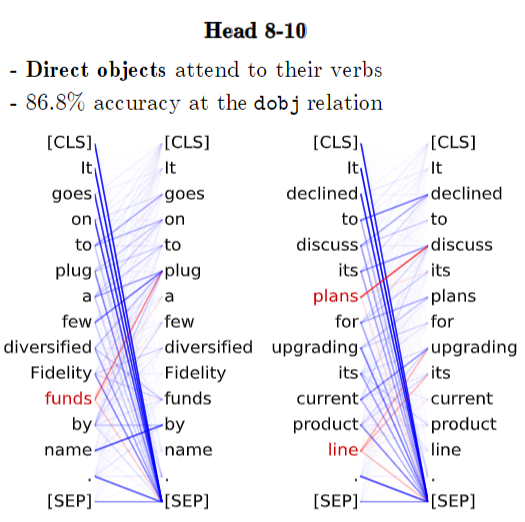 Head 8-10
- Direct objects attend to their verbs
- 86.8% accuracy at the dobj relation
[CLS] [CLS] [CLS] [CLS]
It It It It
goes goes declined declined
on on to to
to to discuss discuss
plug plug its its
a a plans plans
few few for for
diversified diversified upgrading upgrading
Fidelity Fidelity its its
funds funds current current
by by product product
name name line line
. . . .
[SEP] [SEP] [SEP] [SEP]